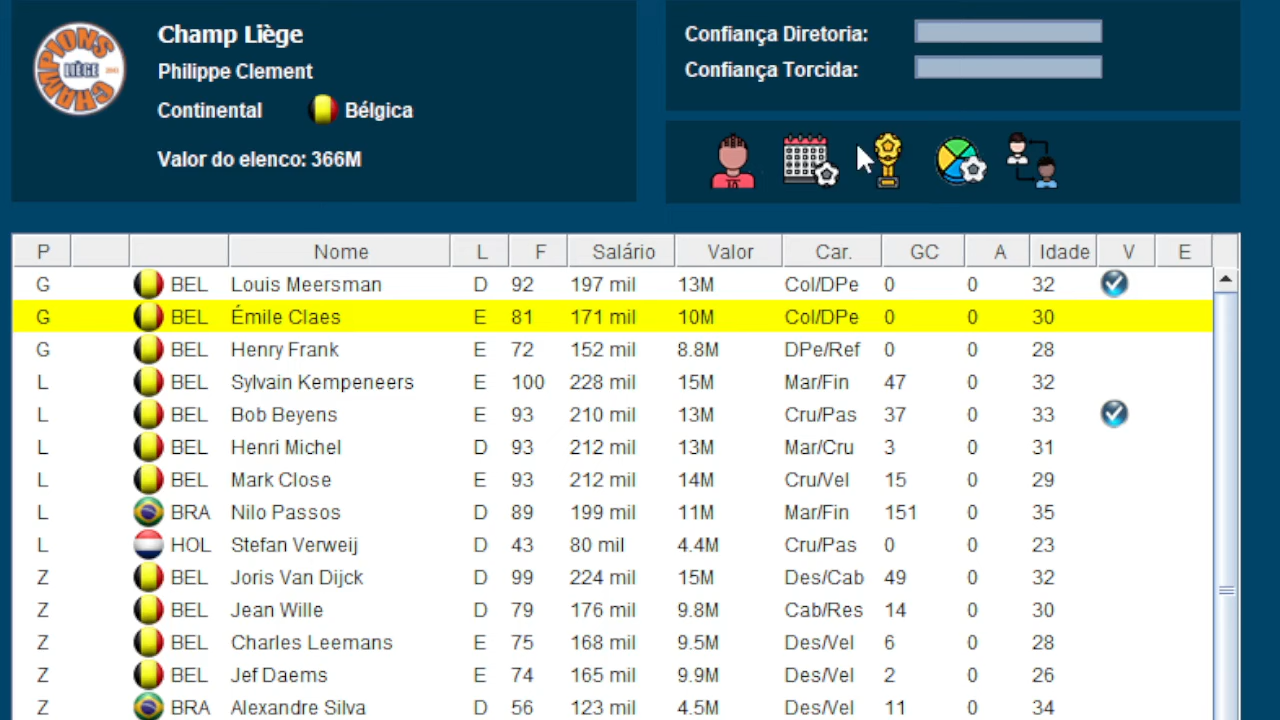 Champ Liège
Philippe Clement
Continental Bélgica
Valor do elenco: 366M
CHAMPIONS
LIÈGE
Confiança Diretoria:
Confiança Torcida:
P Nome L F Salário Valor Car. GC A Idade V E
G BEL Louis Meersman D 92 197 mil 13M Col/DPe 0 0 32
G BEL Émile Claes E 81 171 mil 10M Col/DPe 0 0 30
G BEL Henry Frank E 72 152 mil 8.8M DPe/Ref 0 0 28
L BEL Sylvain Kempeneers E 100 228 mil 15M Mar/Fin 47 0 32
L BEL Bob Beyens E 93 210 mil 13M Cru/Pas 37 0 33
L BEL Henri Michel D 93 212 mil 13M Mar/Cru 3 0 31
L BEL Mark Close E 93 212 mil 14M Cru/Vel 15 0 29
L BRA Nilo Passos D 89 199 mil 11M Mar/Fin 151 0 35
L HOL Stefan Verweij D 43 80 mil 4.4M Cru/Pas 0 0 23
Z BEL Joris Van Dijck D 99 224 mil 15M Des/Cab 49 0 32
Z BEL Jean Wille D 79 176 mil 9.8M Cab/Res 14 0 30
Z BEL Charles Leemans E 75 168 mil 9.5M Des/Vel 6 0 28
Z BEL Jef Daems E 74 165 mil 9.9M Des/Vel 2 0 26
Z BRA Alexandre Silva D 56 123 mil 4.5M Des/Vel 11 0 34